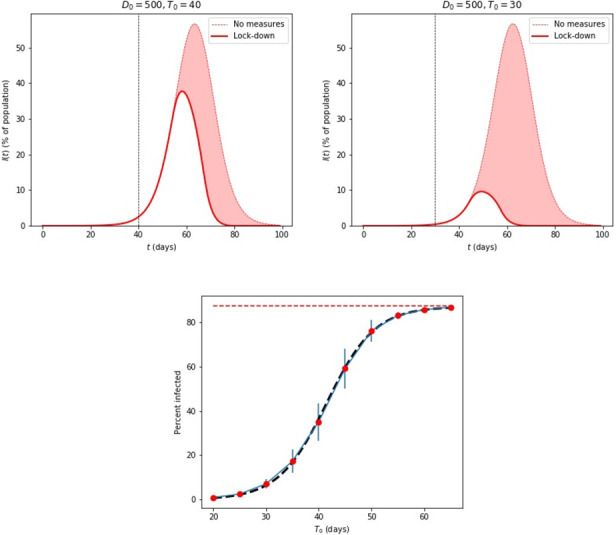 D₀ = 500, T₀ = 40
No measures
Lock-down
I(t) (% of population)
50
40
30
20
10
0
0 20 40 60 80 100
t (days)
D₀ = 500, T₀ = 30
No measures
Lock-down
I(t) (% of population)
50
40
30
20
10
0
0 20 40 60 80 100
t (days)
Percent infected
80
60
40
20
0
20 30 40 50 60
T₀ (days)